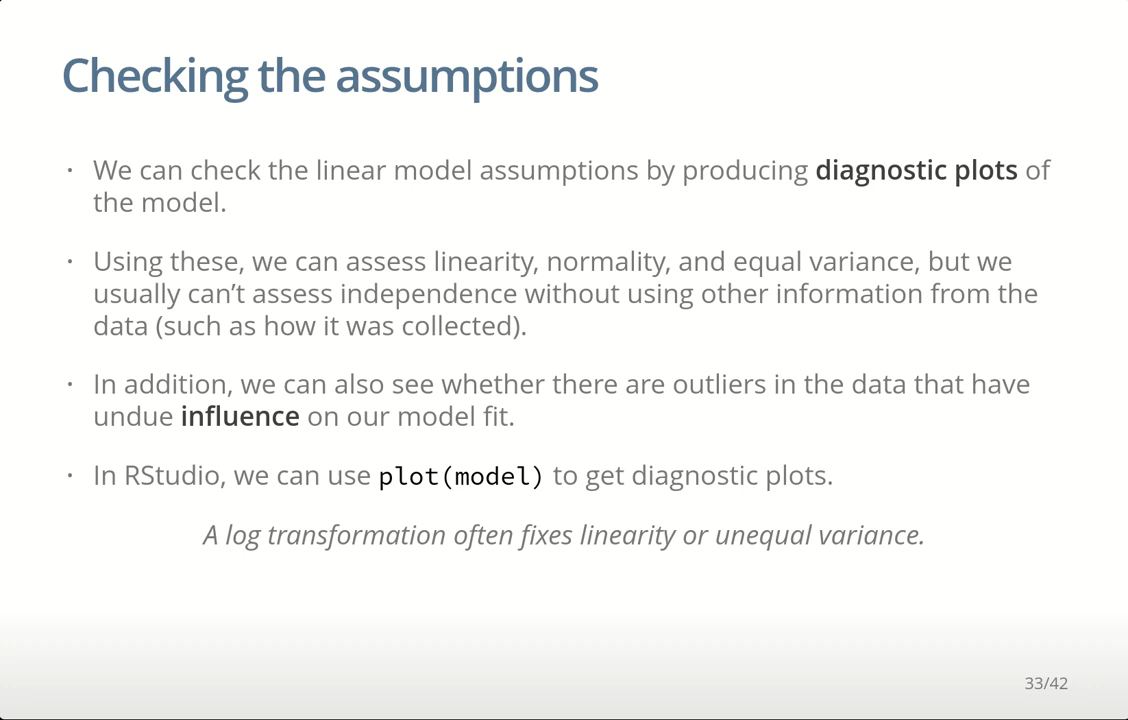 Checking the assumptions
· We can check the linear model assumptions by producing diagnostic plots of
the model.
· Using these, we can assess linearity, normality, and equal variance, but we
usually can’t assess independence without using other information from the
data (such as how it was collected).
· In addition, we can also see whether there are outliers in the data that have
undue influence on our model fit.
· In RStudio, we can use plot(model) to get diagnostic plots.
A log transformation often fixes linearity or unequal variance.
33/42